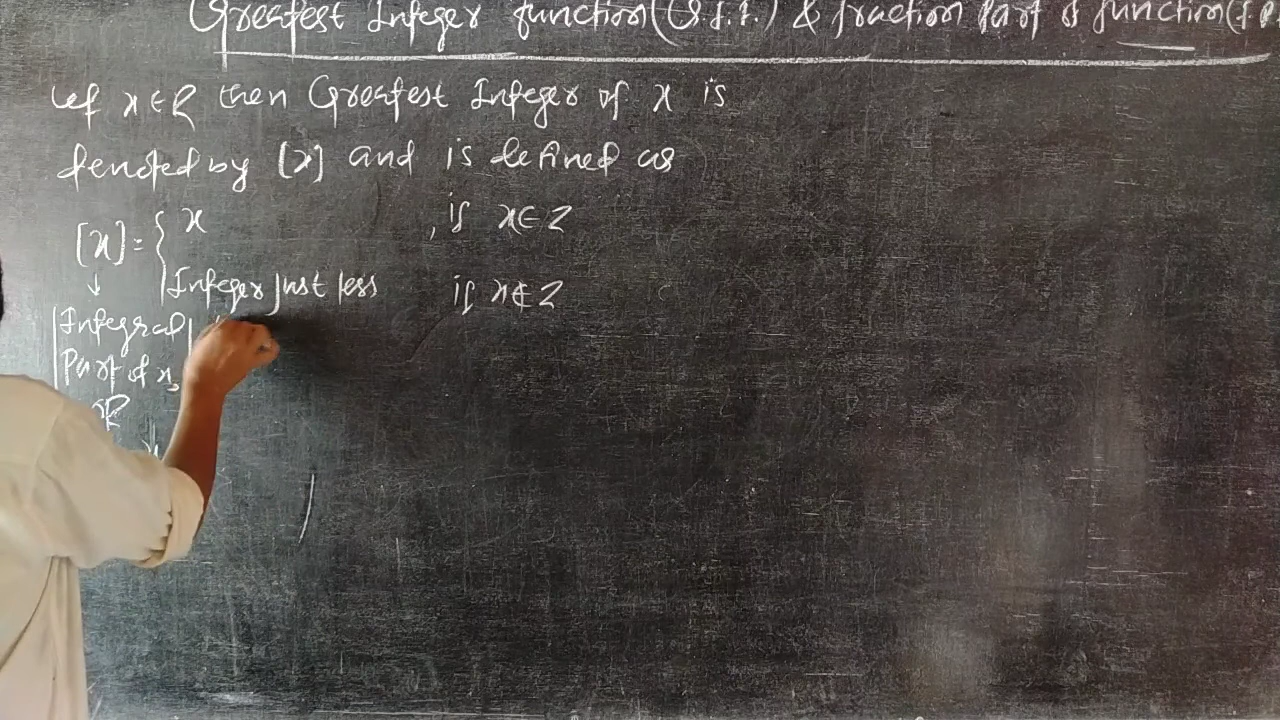 Greatest Integer function (G.I.F.) & fraction Part of function (F.P
Let x ∈ R then Greatest Integer of x is
denoted by [x] and is defined as
[x] = { x , if x ∈ Z
Integer just less if x ∉ Z
↓
Integral
Part of x,
OR